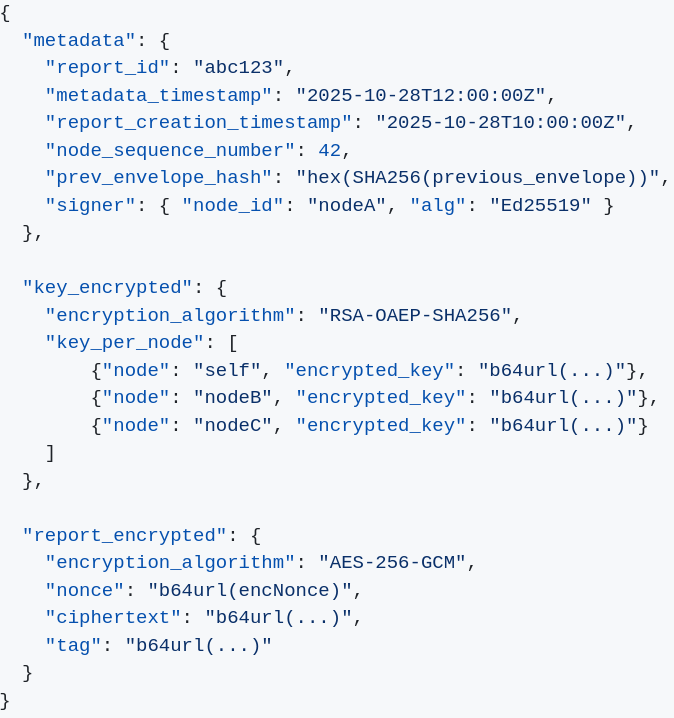 {
  "metadata": {
    "report_id": "abc123",
    "metadata_timestamp": "2025-10-28T12:00:00Z",
    "report_creation_timestamp": "2025-10-28T10:00:00Z",
    "node_sequence_number": 42,
    "prev_envelope_hash": "hex(SHA256(previous_envelope))",
    "signer": { "node_id": "nodeA", "alg": "Ed25519" }
  },

  "key_encrypted": {
    "encryption_algorithm": "RSA-OAEP-SHA256",
    "key_per_node": [
        {"node": "self", "encrypted_key": "b64url(...)"},
        {"node": "nodeB", "encrypted_key": "b64url(...)"},
        {"node": "nodeC", "encrypted_key": "b64url(...)"}
    ]
  },

  "report_encrypted": {
    "encryption_algorithm": "AES-256-GCM",
    "nonce": "b64url(encNonce)",
    "ciphertext": "b64url(...)",
    "tag": "b64url(...)"
  }
}